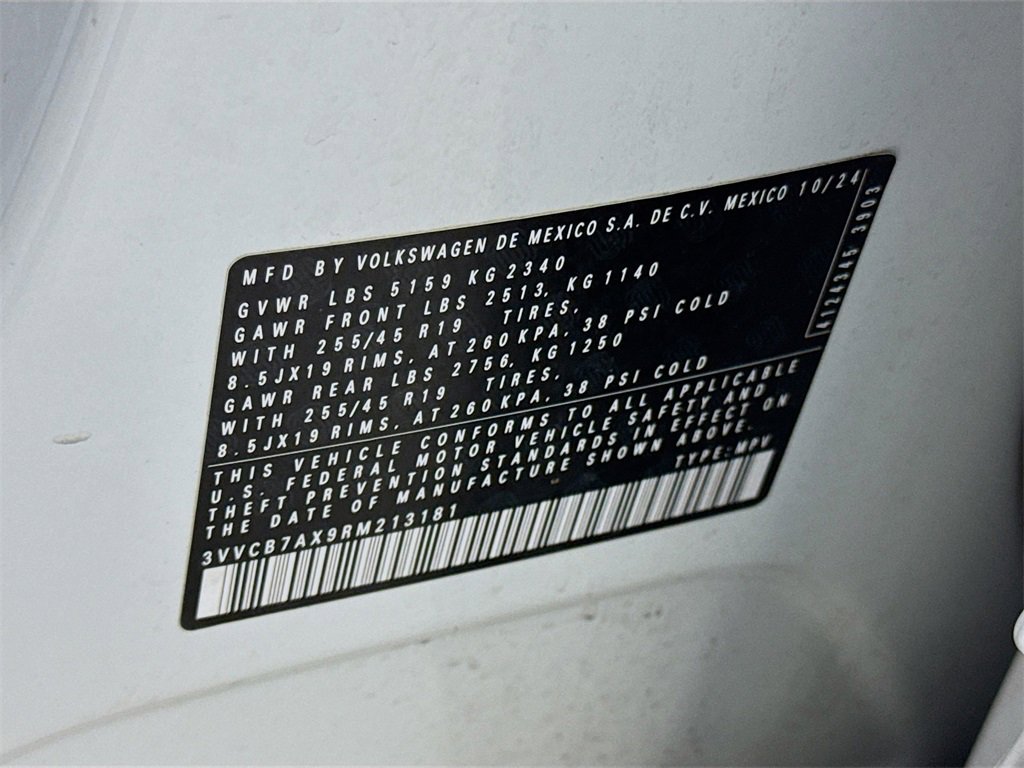 MFD BY VOLKSWAGEN DE MEXICO S.A. DE C.V. MEXICO 10/24
GVWR LBS 5159 KG 2340
GAWR FRONT LBS 2513, KG 1140
WITH 255/45 R19 TIRES,
8.5JX19 RIMS, AT 260 KPA, 38 PSI COLD
GAWR REAR LBS 2756, KG 1250
WITH 255/45 R19 TIRES,
8.5JX19 RIMS, AT 260 KPA, 38 PSI COLD
THIS VEHICLE CONFORMS TO ALL APPLICABLE
U.S. FEDERAL MOTOR VEHICLE SAFETY AND
THEFT PREVENTION STANDARDS IN EFFECT ON
THE DATE OF MANUFACTURE SHOWN ABOVE.
TYPE: MPV
3VVCB7AX9RM213181
4124345 3903